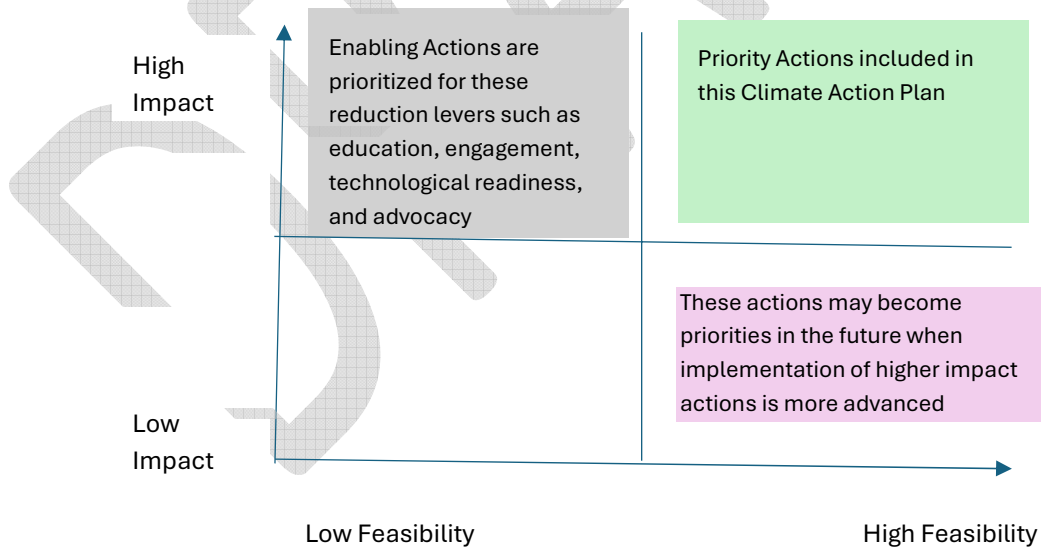 High
Impact
Enabling Actions are
prioritized for these
reduction levers such as
education, engagement,
technological readiness,
and advocacy
Priority Actions included in
this Climate Action Plan
These actions may become
priorities in the future when
implementation of higher impact
actions is more advanced
Low
Impact
Low Feasibility
High Feasibility